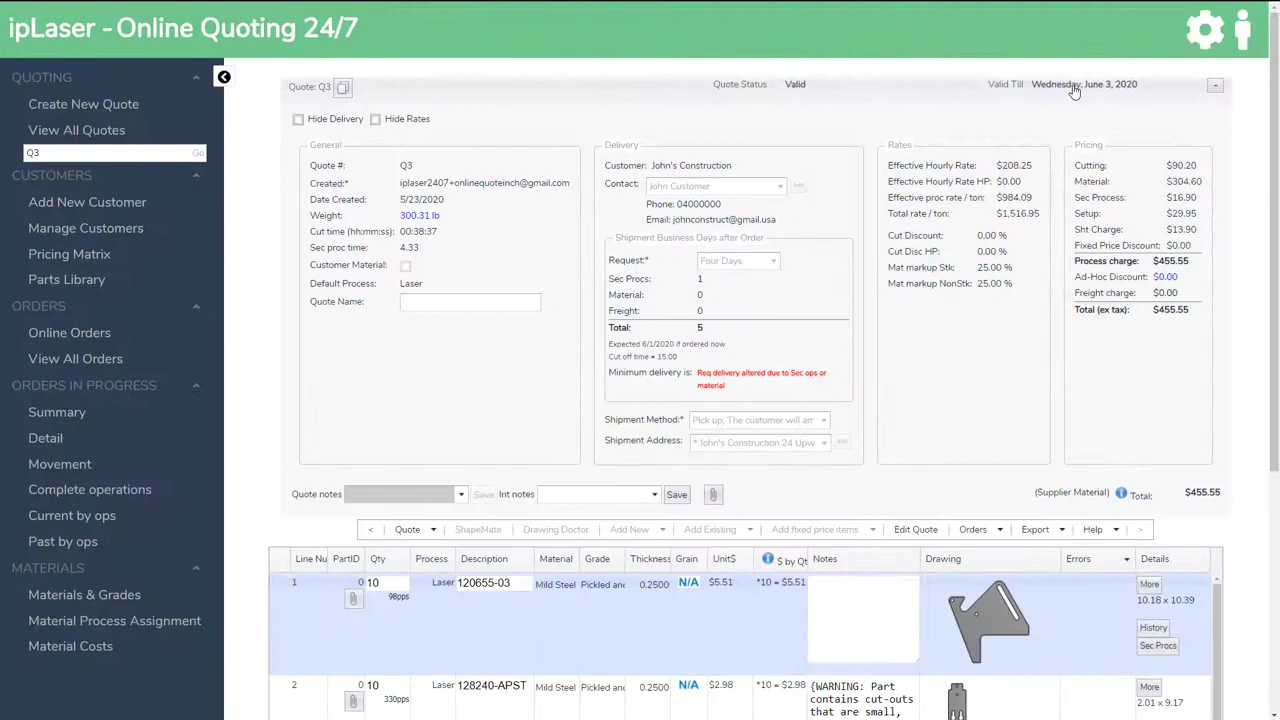 ipLaser - Online Quoting 24/7
QUOTING
Create New Quote
View All Quotes
Q3 Go
CUSTOMERS
Add New Customer
Manage Customers
Pricing Matrix
Parts Library
ORDERS
Online Orders
View All Orders
ORDERS IN PROGRESS
Summary
Detail
Movement
Complete operations
Current by ops
Past by ops
MATERIALS
Materials & Grades
Material Process Assignment
Material Costs
Quote: Q3 Quote Status Valid Valid Till Wednesday, June 3, 2020
Hide Delivery Hide Rates
General
Quote #: Q3
Created:* iplaser2407+onlinequoteinch@gmail.com
Date Created: 5/23/2020
Weight: 300.31 lb
Cut time (hh:mm:ss): 00:38:37
Sec proc time: 4.33
Customer Material:
Default Process: Laser
Quote Name:
Delivery
Customer: John's Construction
Contact: John Customer
Phone: 04000000
Email: johnconstruct@gmail.usa
Shipment Business Days after Order
Request:* Four Days
Sec Procs: 1
Material: 0
Freight: 0
Total: 5
Expected 6/1/2020 if ordered now
Cut off time = 15:00
Minimum delivery is: Req delivery altered due to Sec ops or
material
Shipment Method:* Pick up; The customer will arr
Shipment Address: * John's Construction 24 Upw
Rates
Effective Hourly Rate: $208.25
Effective Hourly Rate HP: $0.00
Effective proc rate / ton: $984.09
Total rate / ton: $1,516.95
Cut Discount: 0.00 %
Cut Disc HP: 0.00 %
Mat markup Stk: 25.00 %
Mat markup NonStk: 25.00 %
Pricing
Cutting: $90.20
Material: $304.60
Sec Process: $16.90
Setup: $29.95
Sht Charge: $13.90
Fixed Price Discount: $0.00
Process charge: $455.55
Ad-Hoc Discount: $0.00
Freight charge: $0.00
Total (ex tax): $455.55
Quote notes Save Int notes Save (Supplier Material) Total: $455.55
< Quote ShapeMate Drawing Doctor Add New Add Existing Add fixed price items Edit Quote Orders Export Help >
Line Nu PartID Qty Process Description Material Grade Thickness Grain Unit$ $ by Qt Notes Drawing Errors Details
1 0 10 Laser 120655-03 Mild Steel Pickled anc 0.2500 N/A $5.51 *10 = $5.51 More
98pps 10.18 x 10.39
History
Sec Procs
2 0 10 Laser 128240-APST Mild Steel Pickled anc 0.2500 N/A $2.98 *10 = $2.98 {WARNING: Part More
330pps contains cut-outs 2.01 x 9.17
that are small,